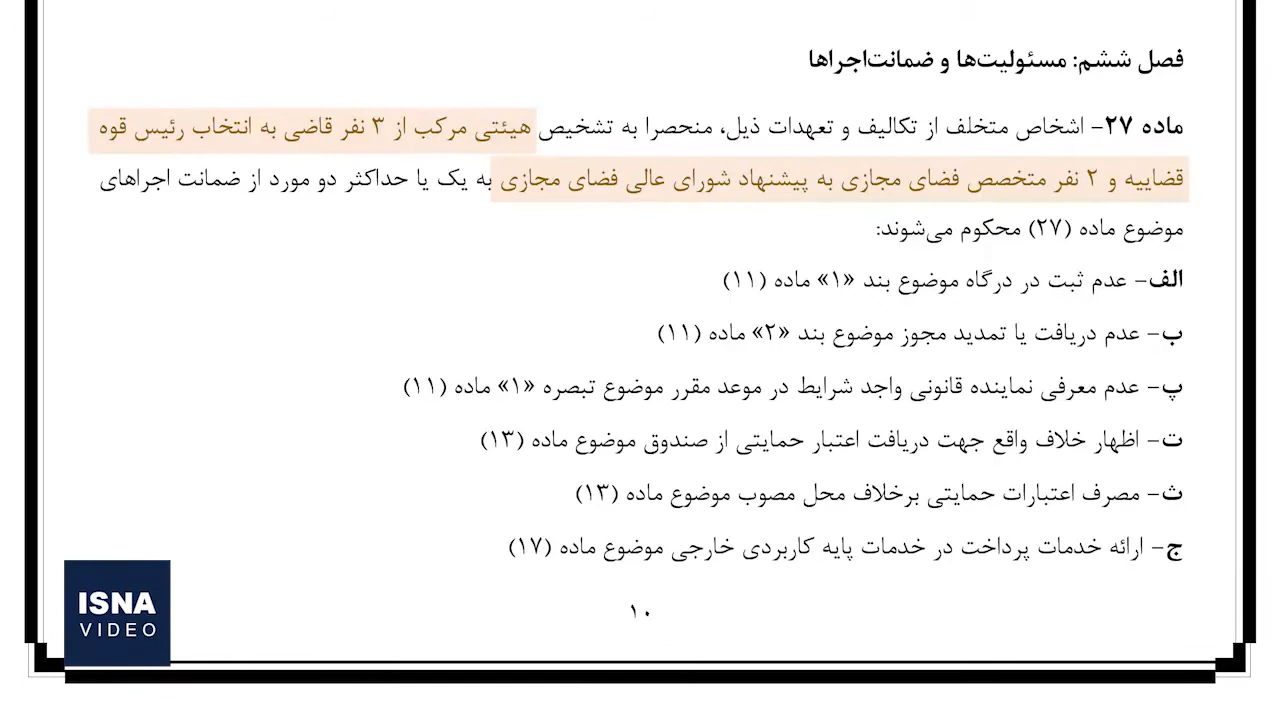 فصل ششم: مسئولیت‌ها و ضمانت‌اجراها
ماده ۲۷- اشخاص متخلف از تکالیف و تعهدات ذیل، منحصرا به تشخیص هیئتی مرکب از ۳ نفر قاضی به انتخاب رئیس قوه
قضاییه و ۲ نفر متخصص فضای مجازی به پیشنهاد شورای عالی فضای مجازی به یک یا حداکثر دو مورد از ضمانت اجراهای
موضوع ماده (۲۷) محکوم می‌شوند:
الف- عدم ثبت در درگاه موضوع بند «۱» ماده (۱۱)
ب- عدم دریافت یا تمدید مجوز موضوع بند «۲» ماده (۱۱)
پ- عدم معرفی نماینده قانونی واجد شرایط در موعد مقرر موضوع تبصره «۱» ماده (۱۱)
ت- اظهار خلاف واقع جهت دریافت اعتبار حمایتی از صندوق موضوع ماده (۱۳)
ث- مصرف اعتبارات حمایتی برخلاف محل مصوب موضوع ماده (۱۳)
ج- ارائه خدمات پرداخت در خدمات پایه کاربردی خارجی موضوع ماده (۱۷)
۱۰
ISNA
VIDEO